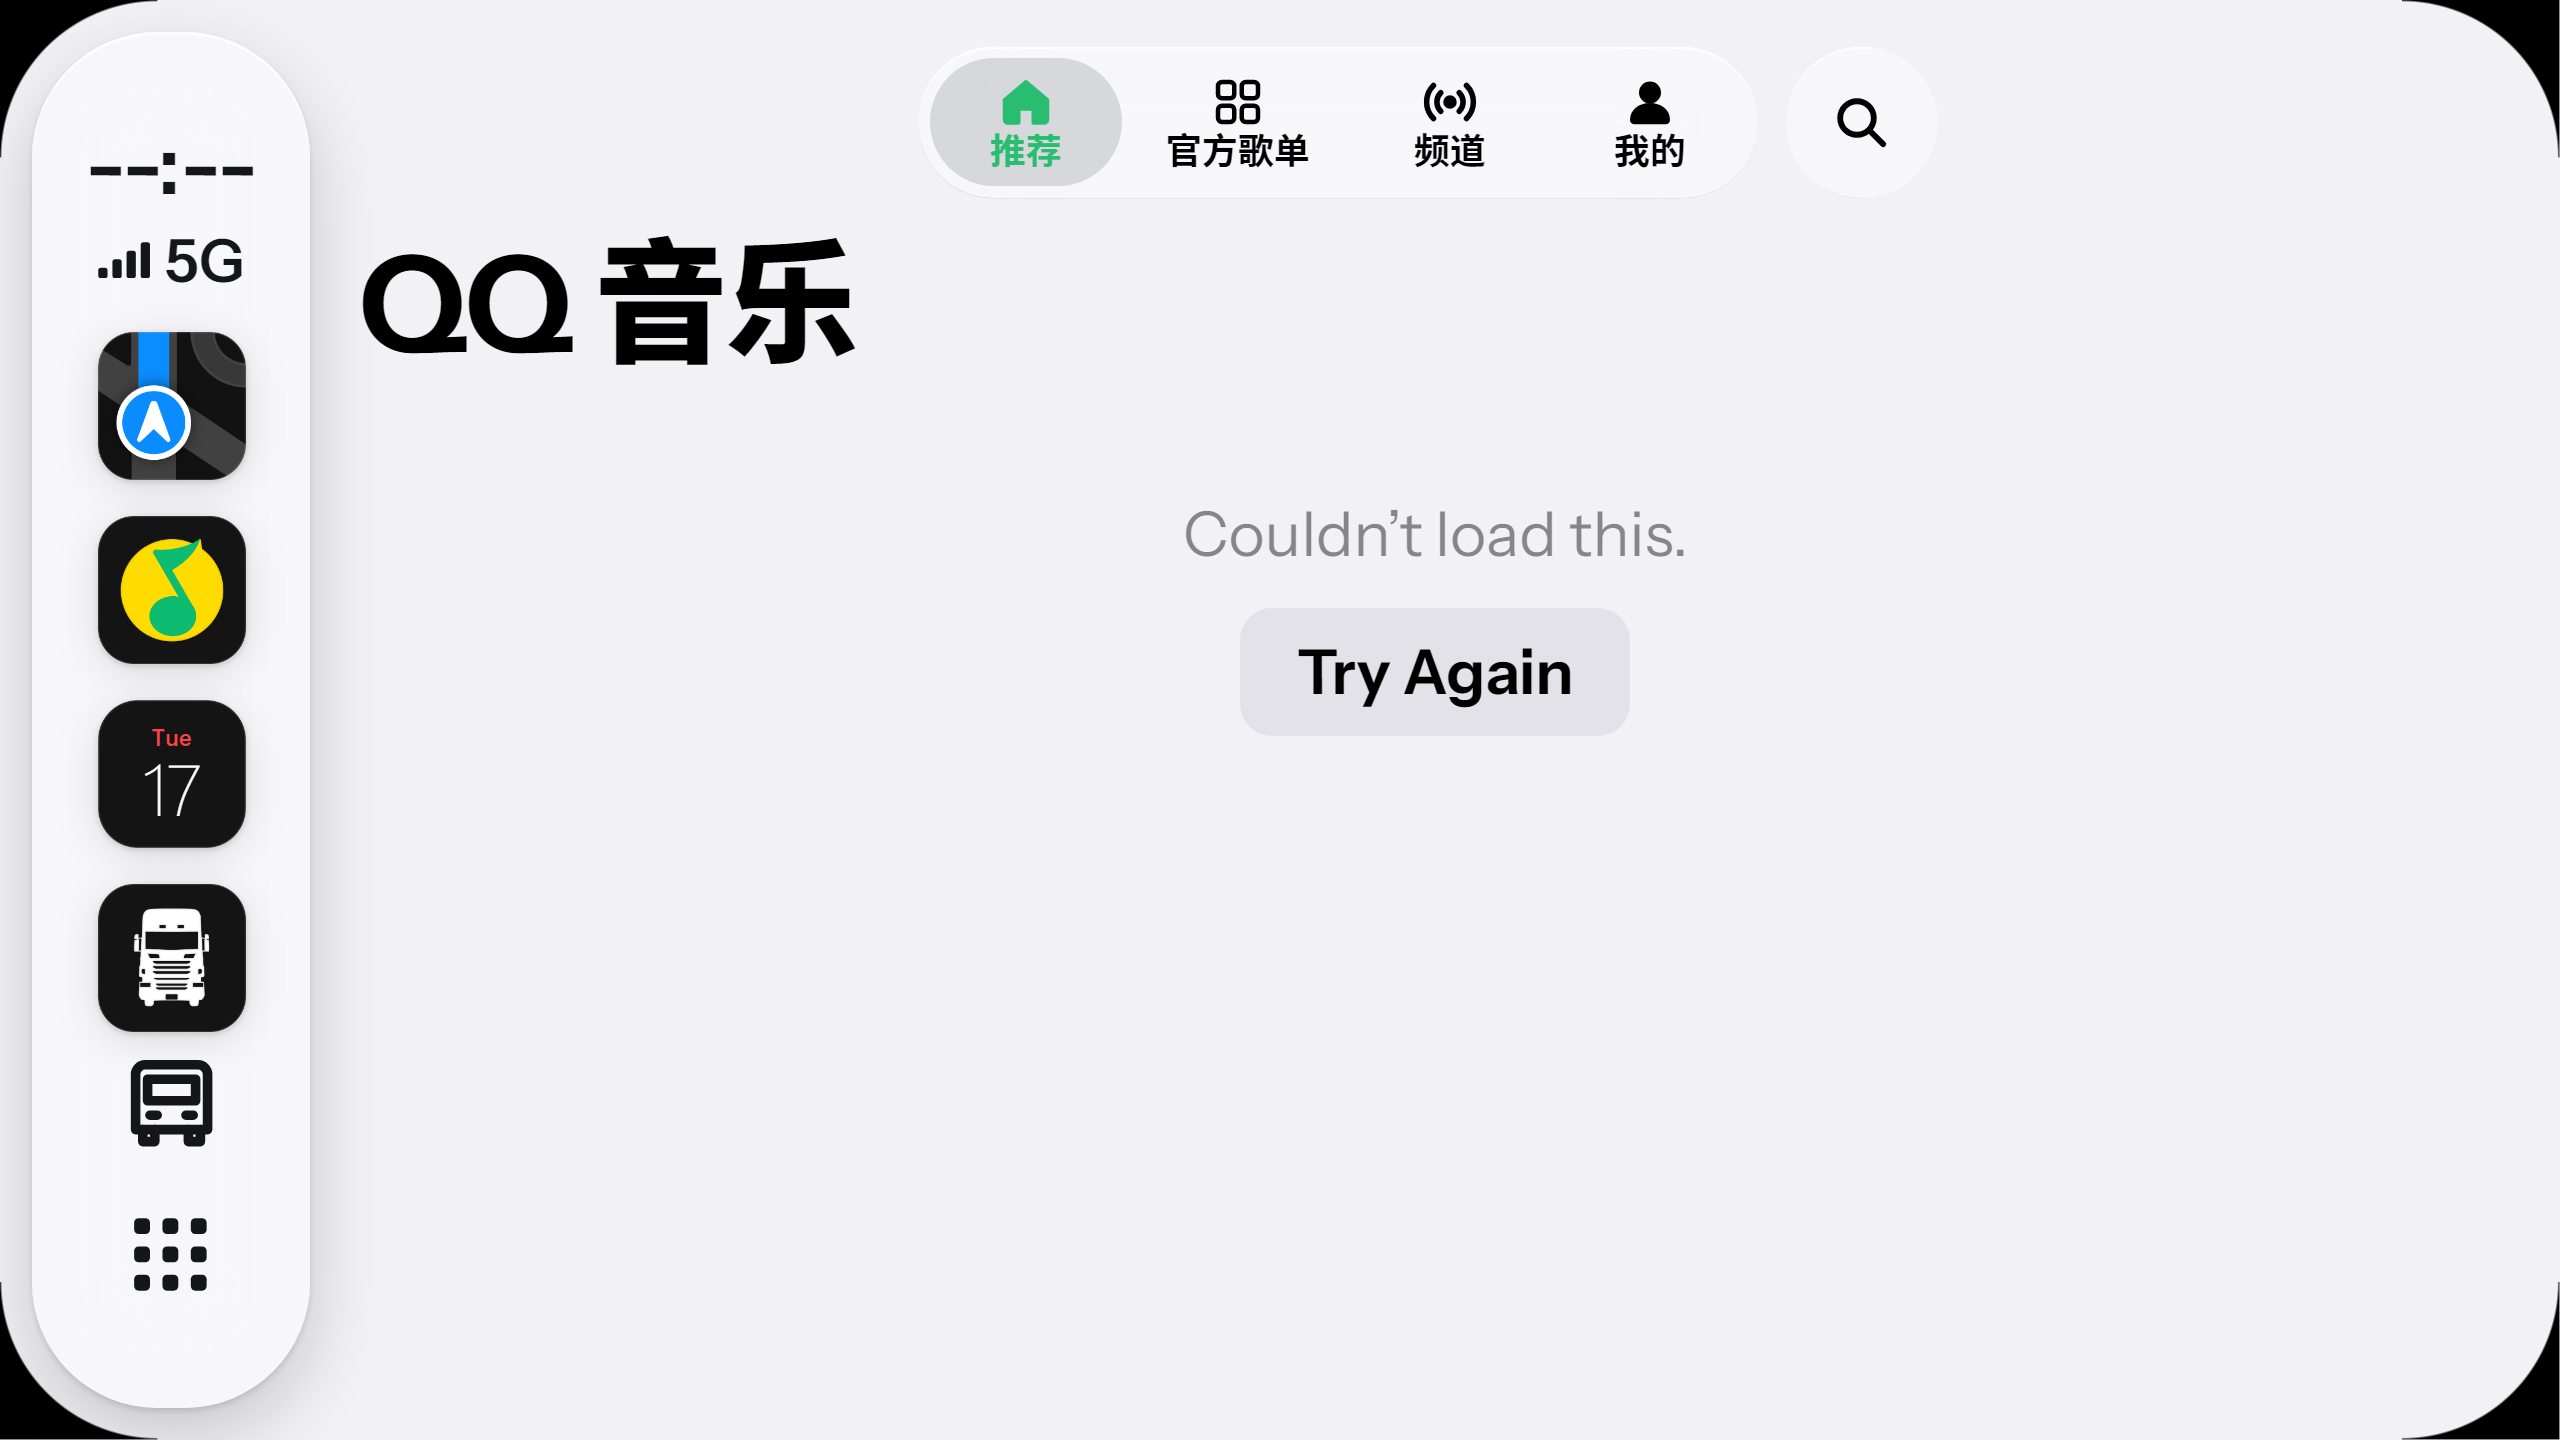 --:--
5G
Tue
17
推荐
官方歌单
频道
我的
QQ 音乐
Couldn’t load this.
Try Again